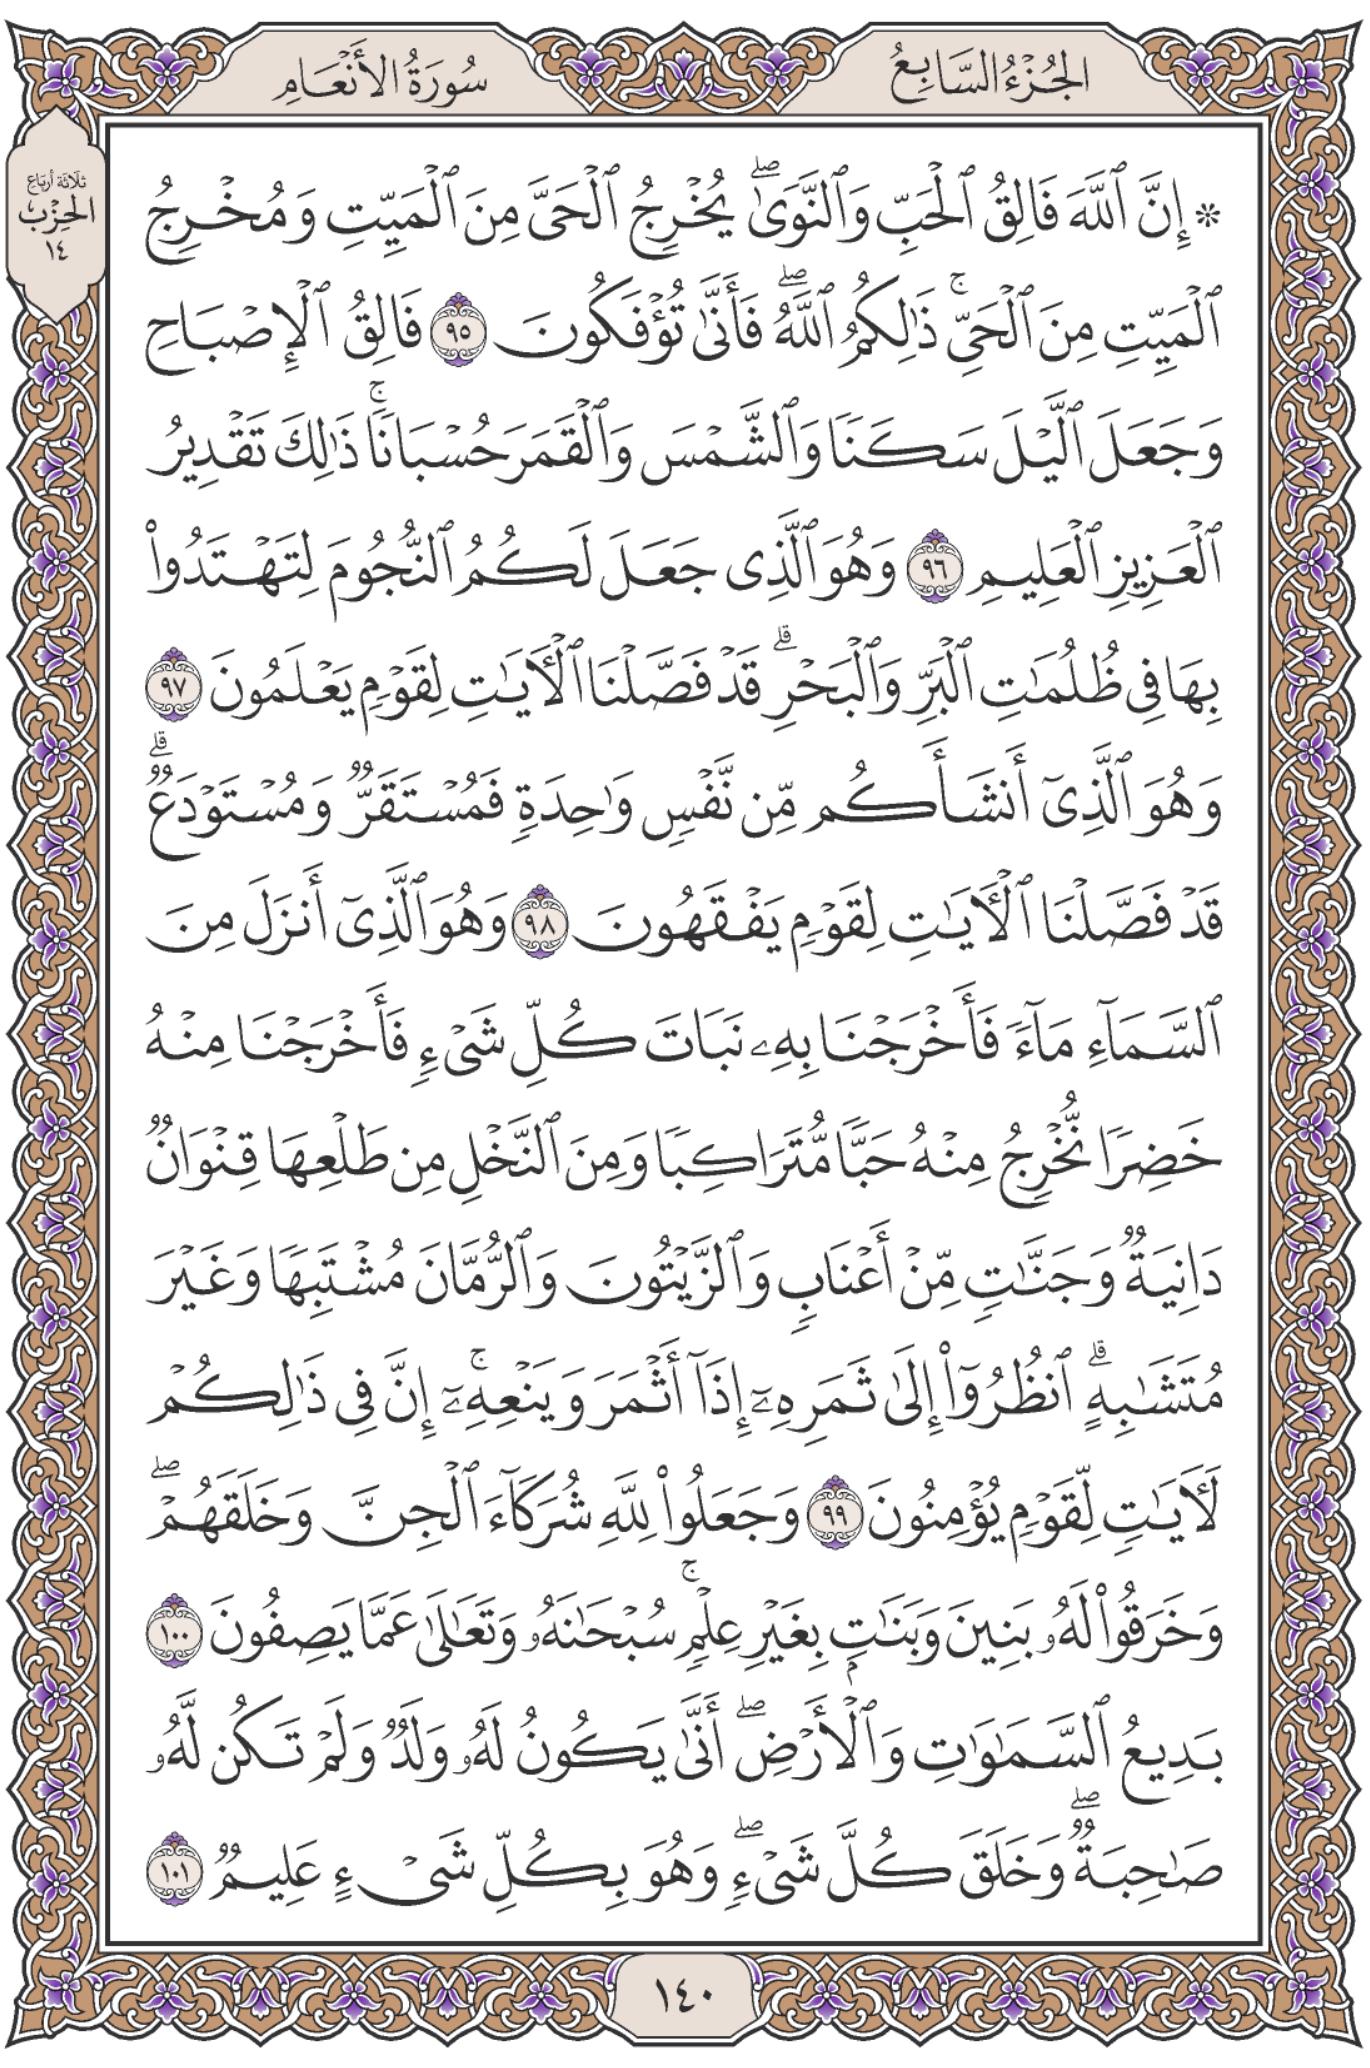 الجُزْءُ السَّابِعُ
سُورَةُ الأَنْعَامِ
ثلاثة أرباع
الحِزْب
١٤
۞ إِنَّ ٱللَّهَ فَالِقُ ٱلْحَبِّ وَٱلنَّوَىٰۖ يُخْرِجُ ٱلْحَىَّ مِنَ ٱلْمَيِّتِ وَمُخْرِجُ
ٱلْمَيِّتِ مِنَ ٱلْحَىِّۚ ذَٰلِكُمُ ٱللَّهُۖ فَأَنَّىٰ تُؤْفَكُونَ ٩٥ فَالِقُ ٱلْإِصْبَاحِ
وَجَعَلَ ٱلَّيْلَ سَكَنًا وَٱلشَّمْسَ وَٱلْقَمَرَ حُسْبَانًاۚ ذَٰلِكَ تَقْدِيرُ
ٱلْعَزِيزِ ٱلْعَلِيمِ ٩٦ وَهُوَ ٱلَّذِى جَعَلَ لَكُمُ ٱلنُّجُومَ لِتَهْتَدُوا۟
بِهَا فِى ظُلُمَٰتِ ٱلْبَرِّ وَٱلْبَحْرِۗ قَدْ فَصَّلْنَا ٱلْـَٔايَٰتِ لِقَوْمٍ يَعْلَمُونَ ٩٧
وَهُوَ ٱلَّذِىٓ أَنشَأَكُم مِّن نَّفْسٍ وَٰحِدَةٍ فَمُسْتَقَرٌّ وَمُسْتَوْدَعٌۗ
قَدْ فَصَّلْنَا ٱلْـَٔايَٰتِ لِقَوْمٍ يَفْقَهُونَ ٩٨ وَهُوَ ٱلَّذِىٓ أَنزَلَ مِنَ
ٱلسَّمَآءِ مَآءً فَأَخْرَجْنَا بِهِۦ نَبَاتَ كُلِّ شَىْءٍ فَأَخْرَجْنَا مِنْهُ
خَضِرًا نُّخْرِجُ مِنْهُ حَبًّا مُّتَرَاكِبًا وَمِنَ ٱلنَّخْلِ مِن طَلْعِهَا قِنْوَانٌ
دَانِيَةٌ وَجَنَّٰتٍ مِّنْ أَعْنَابٍ وَٱلزَّيْتُونَ وَٱلرُّمَّانَ مُشْتَبِهًا وَغَيْرَ
مُتَشَٰبِهٍۗ ٱنظُرُوٓا۟ إِلَىٰ ثَمَرِهِۦٓ إِذَآ أَثْمَرَ وَيَنْعِهِۦٓۚ إِنَّ فِى ذَٰلِكُمْ
لَـَٔايَٰتٍ لِّقَوْمٍ يُؤْمِنُونَ ٩٩ وَجَعَلُوا۟ لِلَّهِ شُرَكَآءَ ٱلْجِنَّ وَخَلَقَهُمْۖ
وَخَرَقُوا۟ لَهُۥ بَنِينَ وَبَنَٰتٍۭ بِغَيْرِ عِلْمٍۚ سُبْحَٰنَهُۥ وَتَعَٰلَىٰ عَمَّا يَصِفُونَ ١٠٠
بَدِيعُ ٱلسَّمَٰوَٰتِ وَٱلْأَرْضِۖ أَنَّىٰ يَكُونُ لَهُۥ وَلَدٌ وَلَمْ تَكُن لَّهُۥ
صَٰحِبَةٌۖ وَخَلَقَ كُلَّ شَىْءٍۖ وَهُوَ بِكُلِّ شَىْءٍ عَلِيمٌ ١٠١
١٤٠